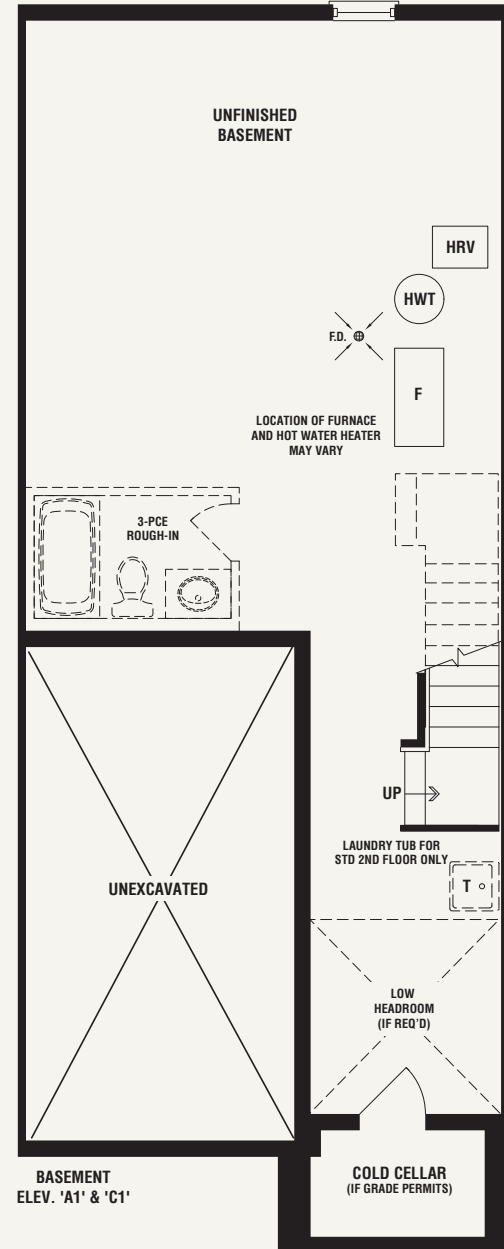 UNFINISHED
BASEMENT
HRV
HWT
F.D.
F
LOCATION OF FURNACE
AND HOT WATER HEATER
MAY VARY
3-PCE
ROUGH-IN
UP
LAUNDRY TUB FOR
STD 2ND FLOOR ONLY
T
UNEXCAVATED
LOW
HEADROOM
(IF REQ'D)
COLD CELLAR
(IF GRADE PERMITS)
BASEMENT
ELEV. 'A1' & 'C1'